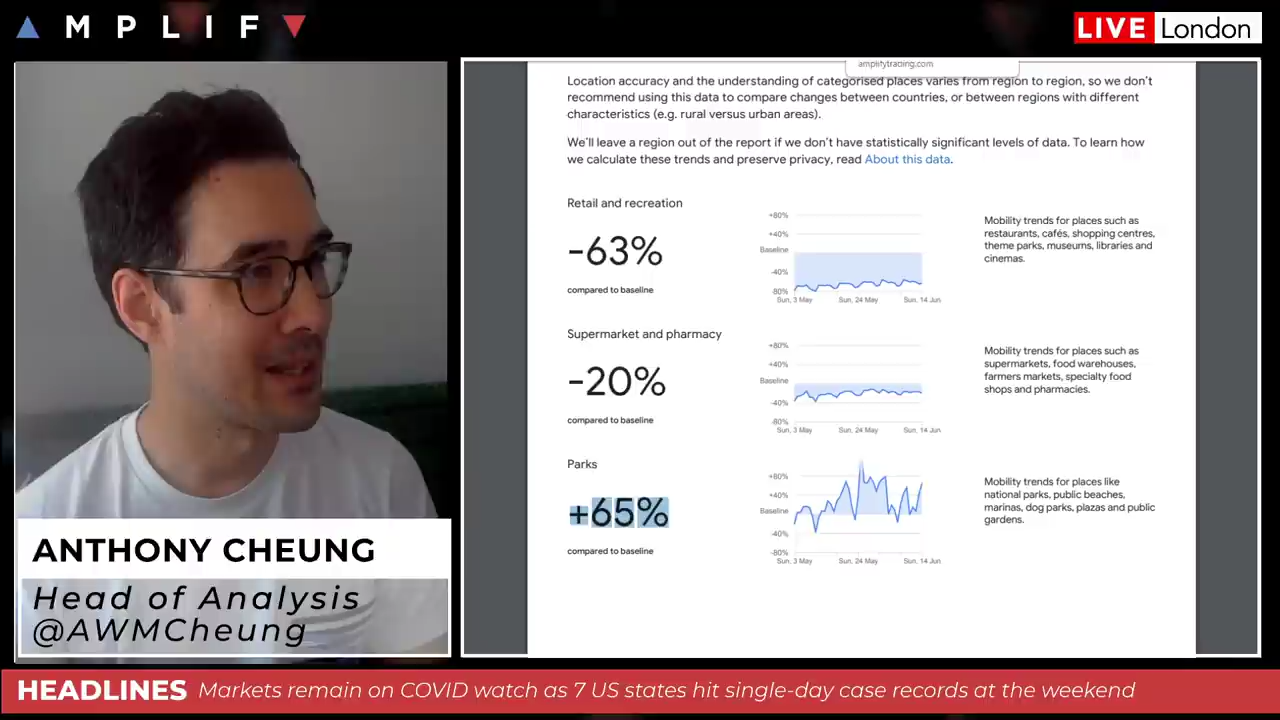 AMPLIFY
LIVE London
amplifytrading.com
Location accuracy and the understanding of categorised places varies from region to region, so we don't
recommend using this data to compare changes between countries, or between regions with different
characteristics (e.g. rural versus urban areas).
We'll leave a region out of the report if we don't have statistically significant levels of data. To learn how
we calculate these trends and preserve privacy, read About this data.
Retail and recreation
-63%
compared to baseline
+80%
+40%
Baseline
-40%
80%
Sun, 3 May Sun, 24 May Sun, 14 Jun
Mobility trends for places such as
restaurants, cafés, shopping centres,
theme parks, museums, libraries and
cinemas.
Supermarket and pharmacy
-20%
compared to baseline
+80%
+40%
Baseline
-40%
-80%
Sun, 3 May Sun, 24 May Sun, 14 Jun
Mobility trends for places such as
supermarkets, food warehouses,
farmers markets, specialty food
shops and pharmacies.
Parks
+65%
compared to baseline
+80%
+40%
Baseline
-40%
-80%
Sun, 3 May Sun, 24 May Sun, 14 Jun
Mobility trends for places like
national parks, public beaches,
marinas, dog parks, plazas and public
gardens.
ANTHONY CHEUNG
Head of Analysis
@AWMCheung
HEADLINES Markets remain on COVID watch as 7 US states hit single-day case records at the weekend